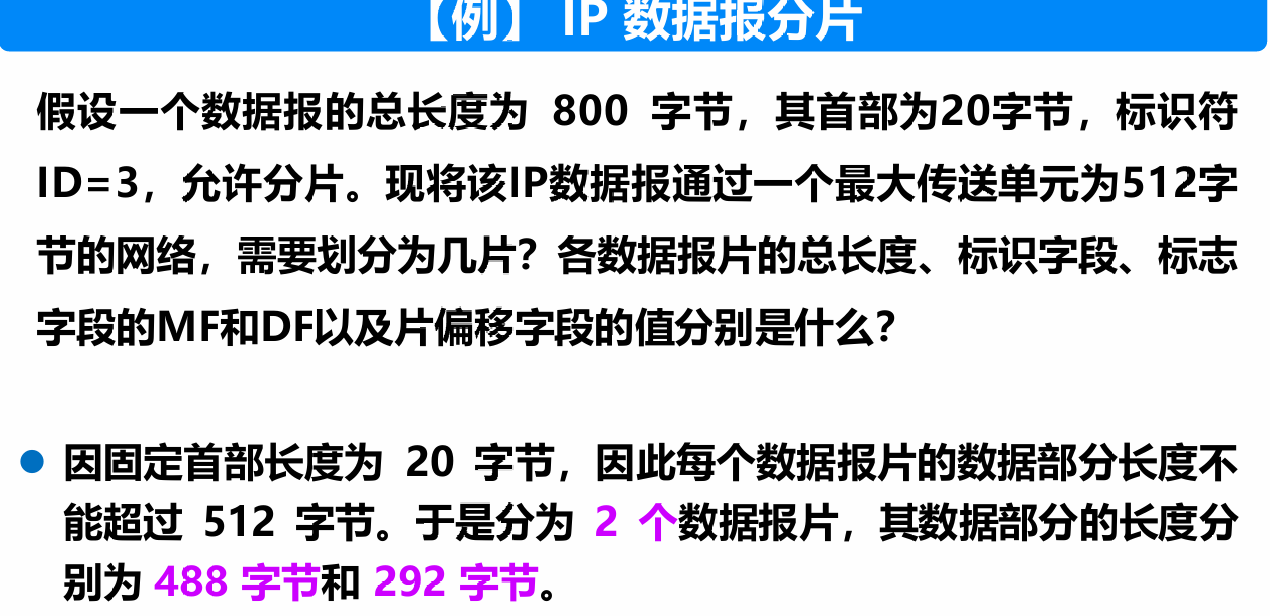 【例】 IP 数据报分片
假设一个数据报的总长度为 800 字节，其首部为20字节，标识符
ID=3，允许分片。现将该IP数据报通过一个最大传送单元为512字
节的网络，需要划分为几片？各数据报片的总长度、标识字段、标志
字段的MF和DF以及片偏移字段的值分别是什么？
因固定首部长度为 20 字节，因此每个数据报片的数据部分长度不
能超过 512 字节。于是分为 2 个数据报片，其数据部分的长度分
别为 488 字节和 292 字节。